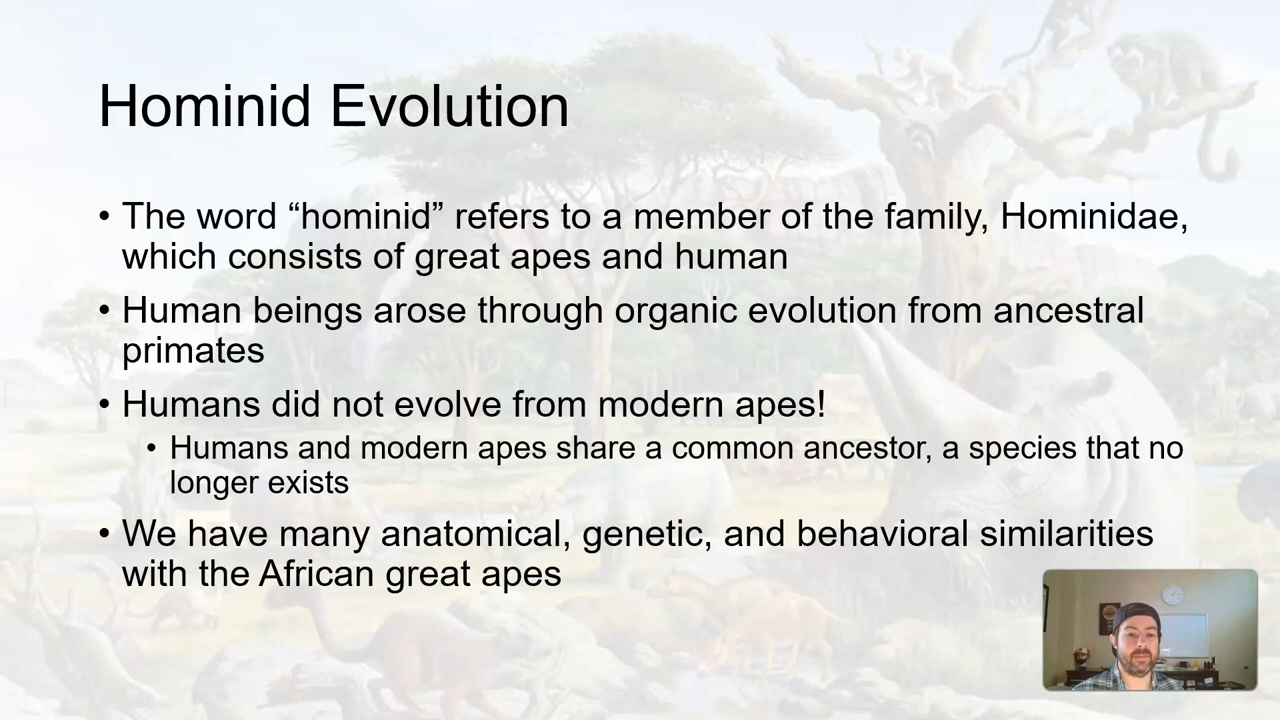 Hominid Evolution
• The word “hominid” refers to a member of the family, Hominidae,
which consists of great apes and human
• Human beings arose through organic evolution from ancestral
primates
• Humans did not evolve from modern apes!
• Humans and modern apes share a common ancestor, a species that no
longer exists
• We have many anatomical, genetic, and behavioral similarities
with the African great apes